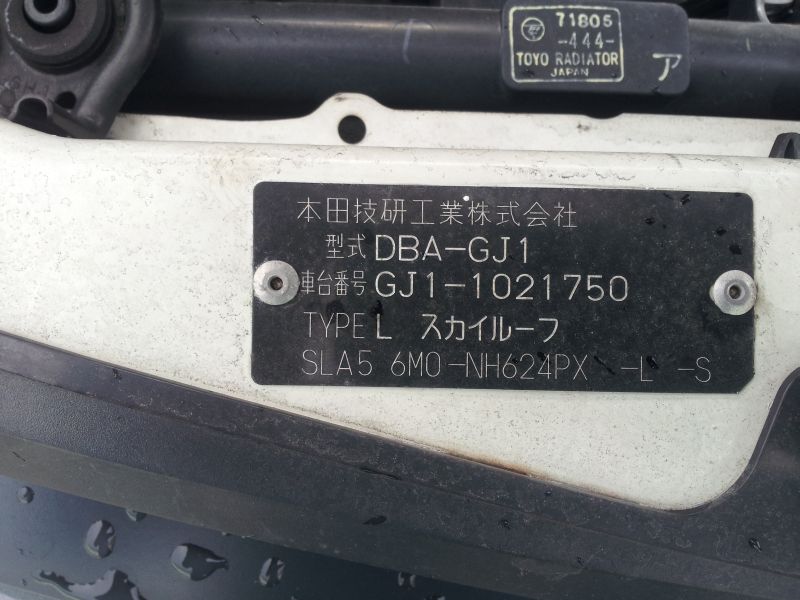 71805
-444-
TOYO RADIATOR
JAPAN
ア
本田技研工業株式会社
型式 DBA-GJ1
車台番号 GJ1-1021750
TYPE L スカイルーフ
SLA5 6M0-NH624PX -L -S